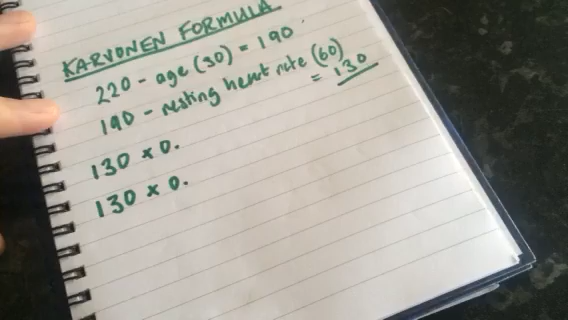 KARVONEN FORMULA
220 - age (30) = 190
190 - resting heart rate (60)
= 130
130 x 0.
130 x 0.